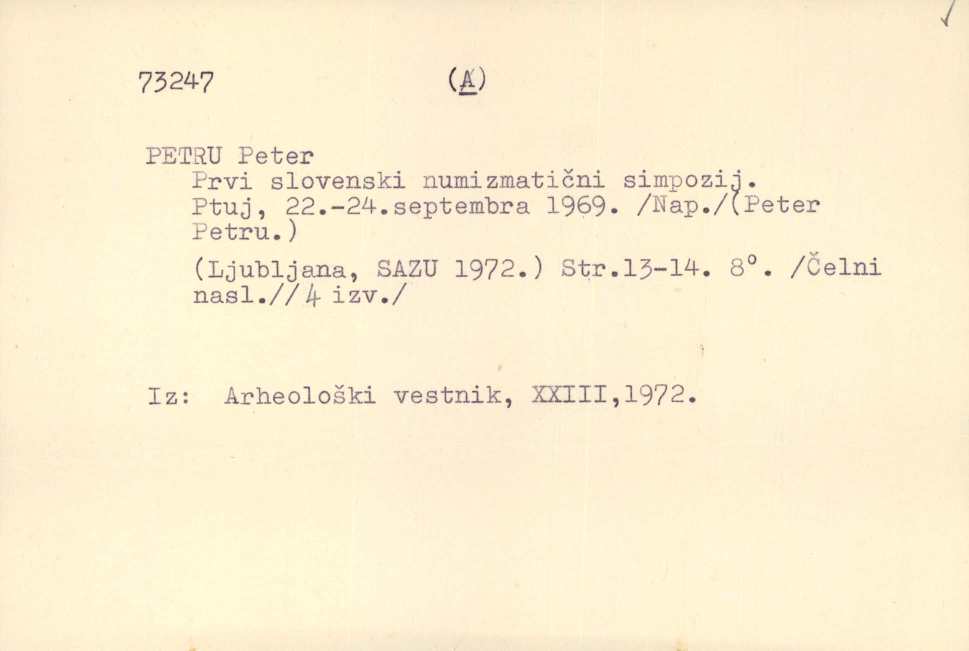 73247 (A)
PETRU Peter
Prvi slovenski numizmatični simpozij.
Ptuj, 22.-24.septembra 1969. /Nap./(Peter
Petru.)
(Ljubljana, SAZU 1972.) Str.13-14. 8°. /Čelni
nasl.//4 izv./
Iz: Arheološki vestnik, XXIII,1972.